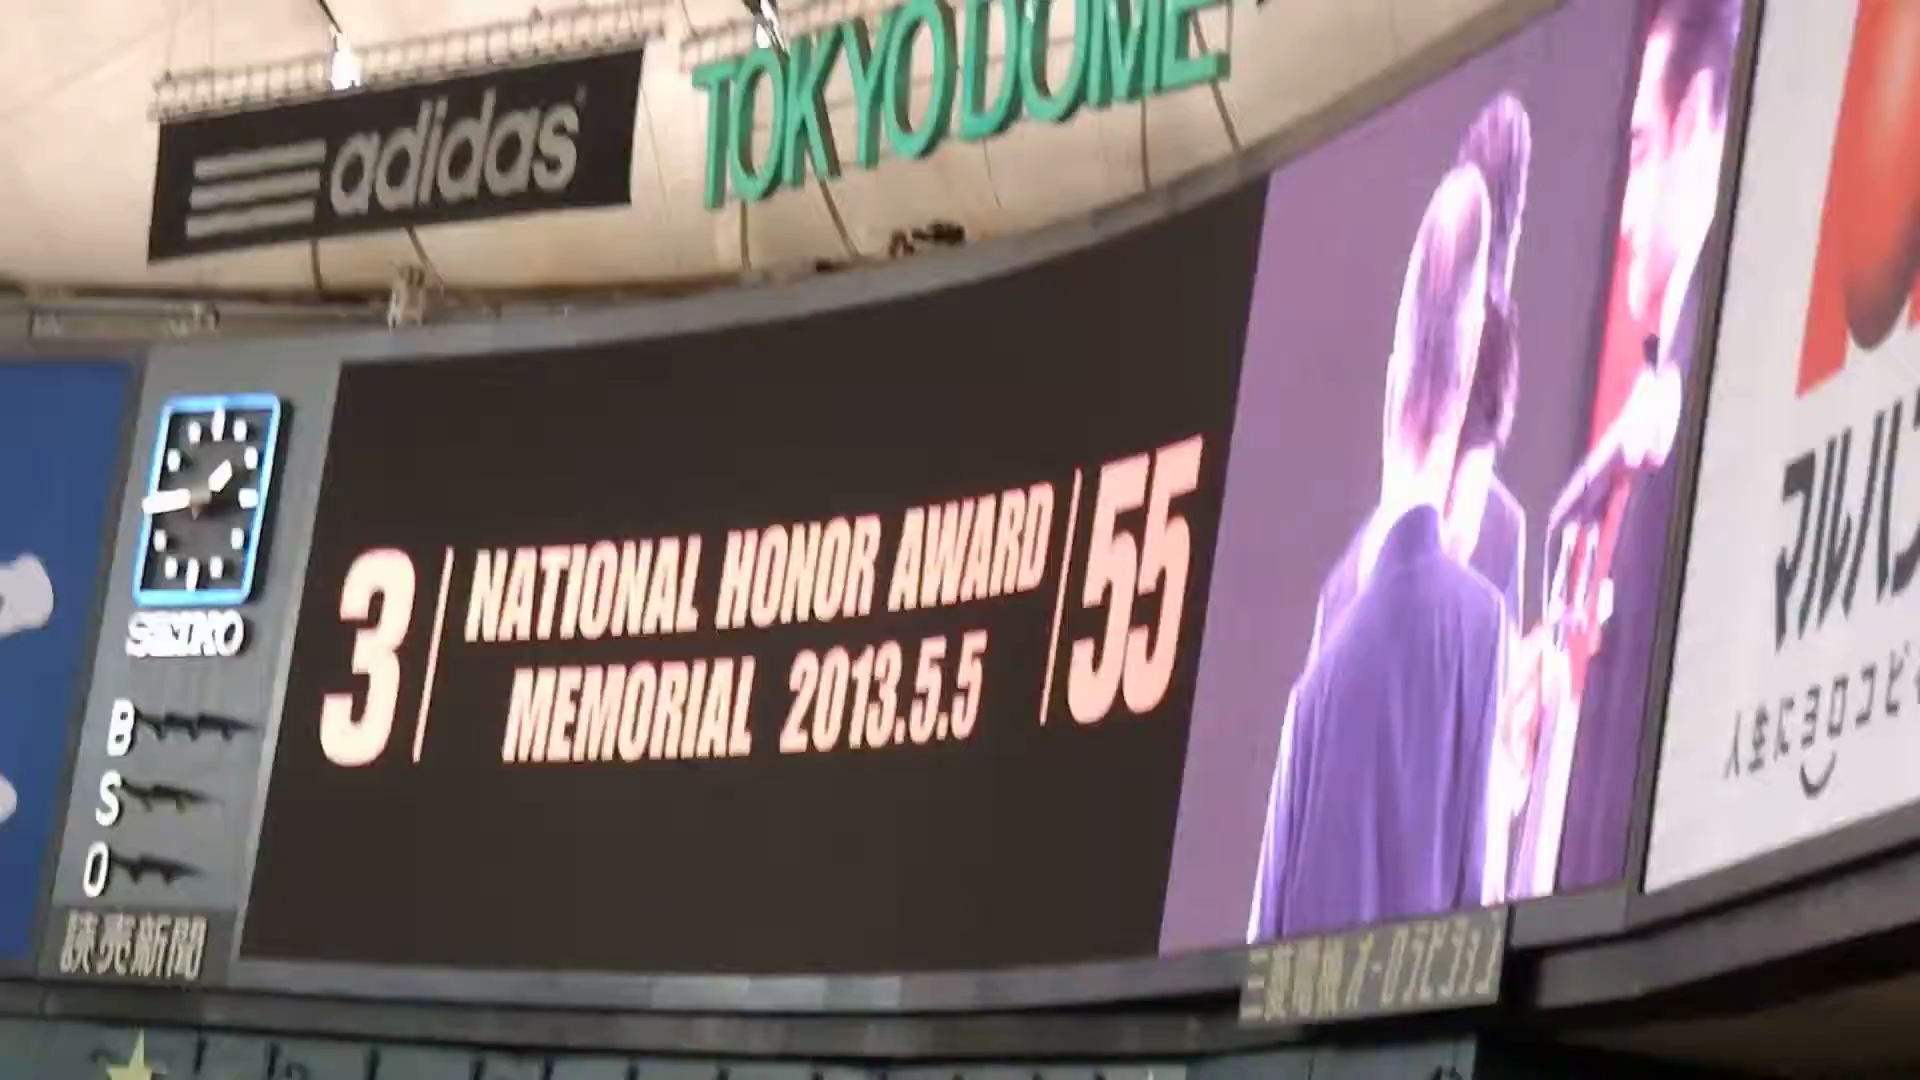 adidas
TOKYO DOME
3
NATIONAL HONOR AWARD
MEMORIAL 2013.5.5
55
SEIKO
B
S
O
読売新聞
三菱電機オーロラビジョン
マルハン
人生にヨロコビ